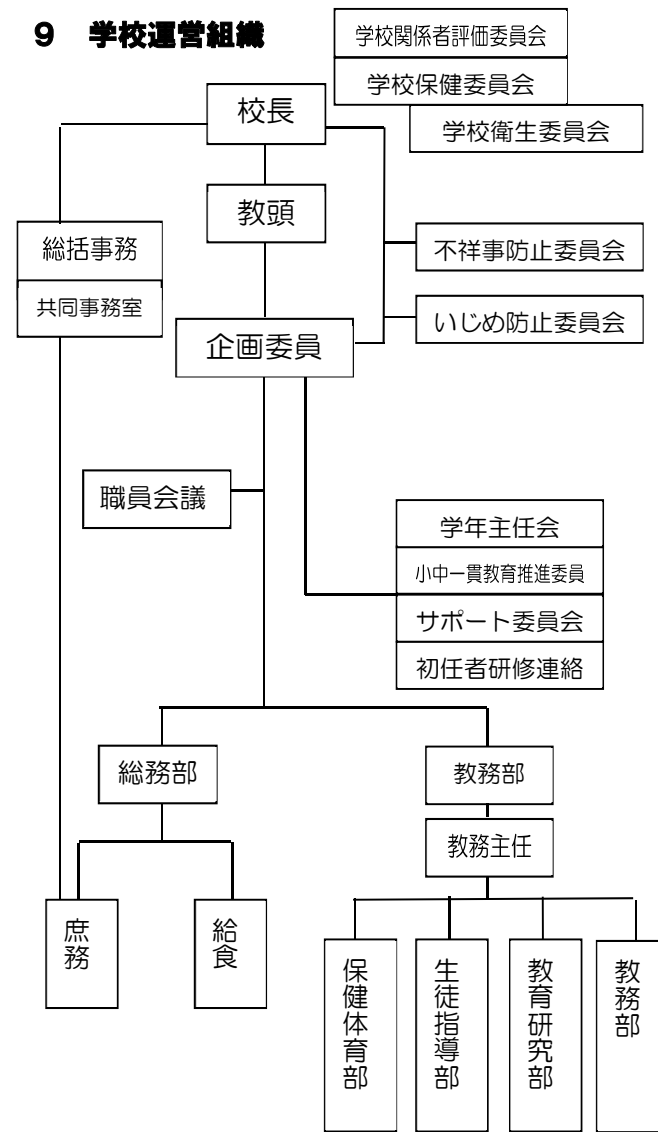 ９　学校運営組織
学校関係者評価委員会
学校保健委員会
学校衛生委員会
校長
教頭
総括事務
共同事務室
不祥事防止委員会
いじめ防止委員会
企画委員
職員会議
学年主任会
小中一貫教育推進委員
サポート委員会
初任者研修連絡
総務部
教務部
教務主任
庶務
給食
保健体育部
生徒指導部
教育研究部
教務部